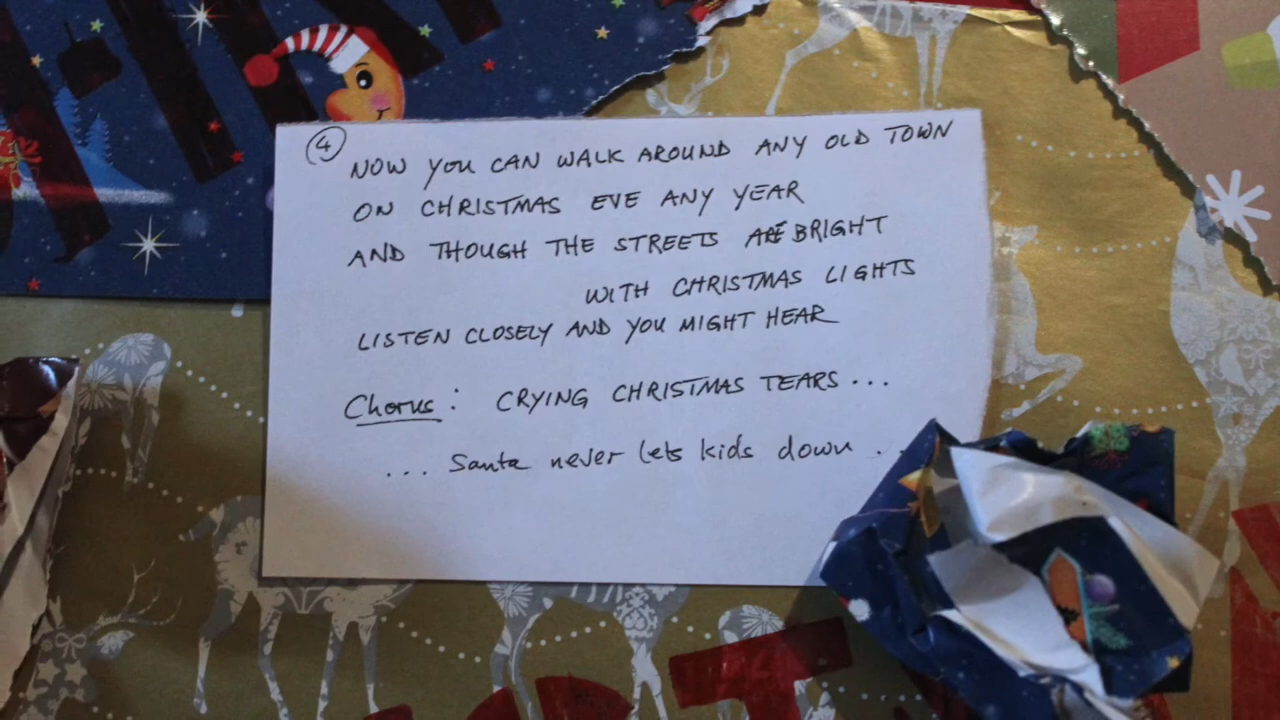 4
NOW YOU CAN WALK AROUND ANY OLD TOWN
ON CHRISTMAS EVE ANY YEAR
AND THOUGH THE STREETS ARE BRIGHT
WITH CHRISTMAS LIGHTS
LISTEN CLOSELY AND YOU MIGHT HEAR
Chorus: CRYING CHRISTMAS TEARS...
... Santa never lets kids down ..